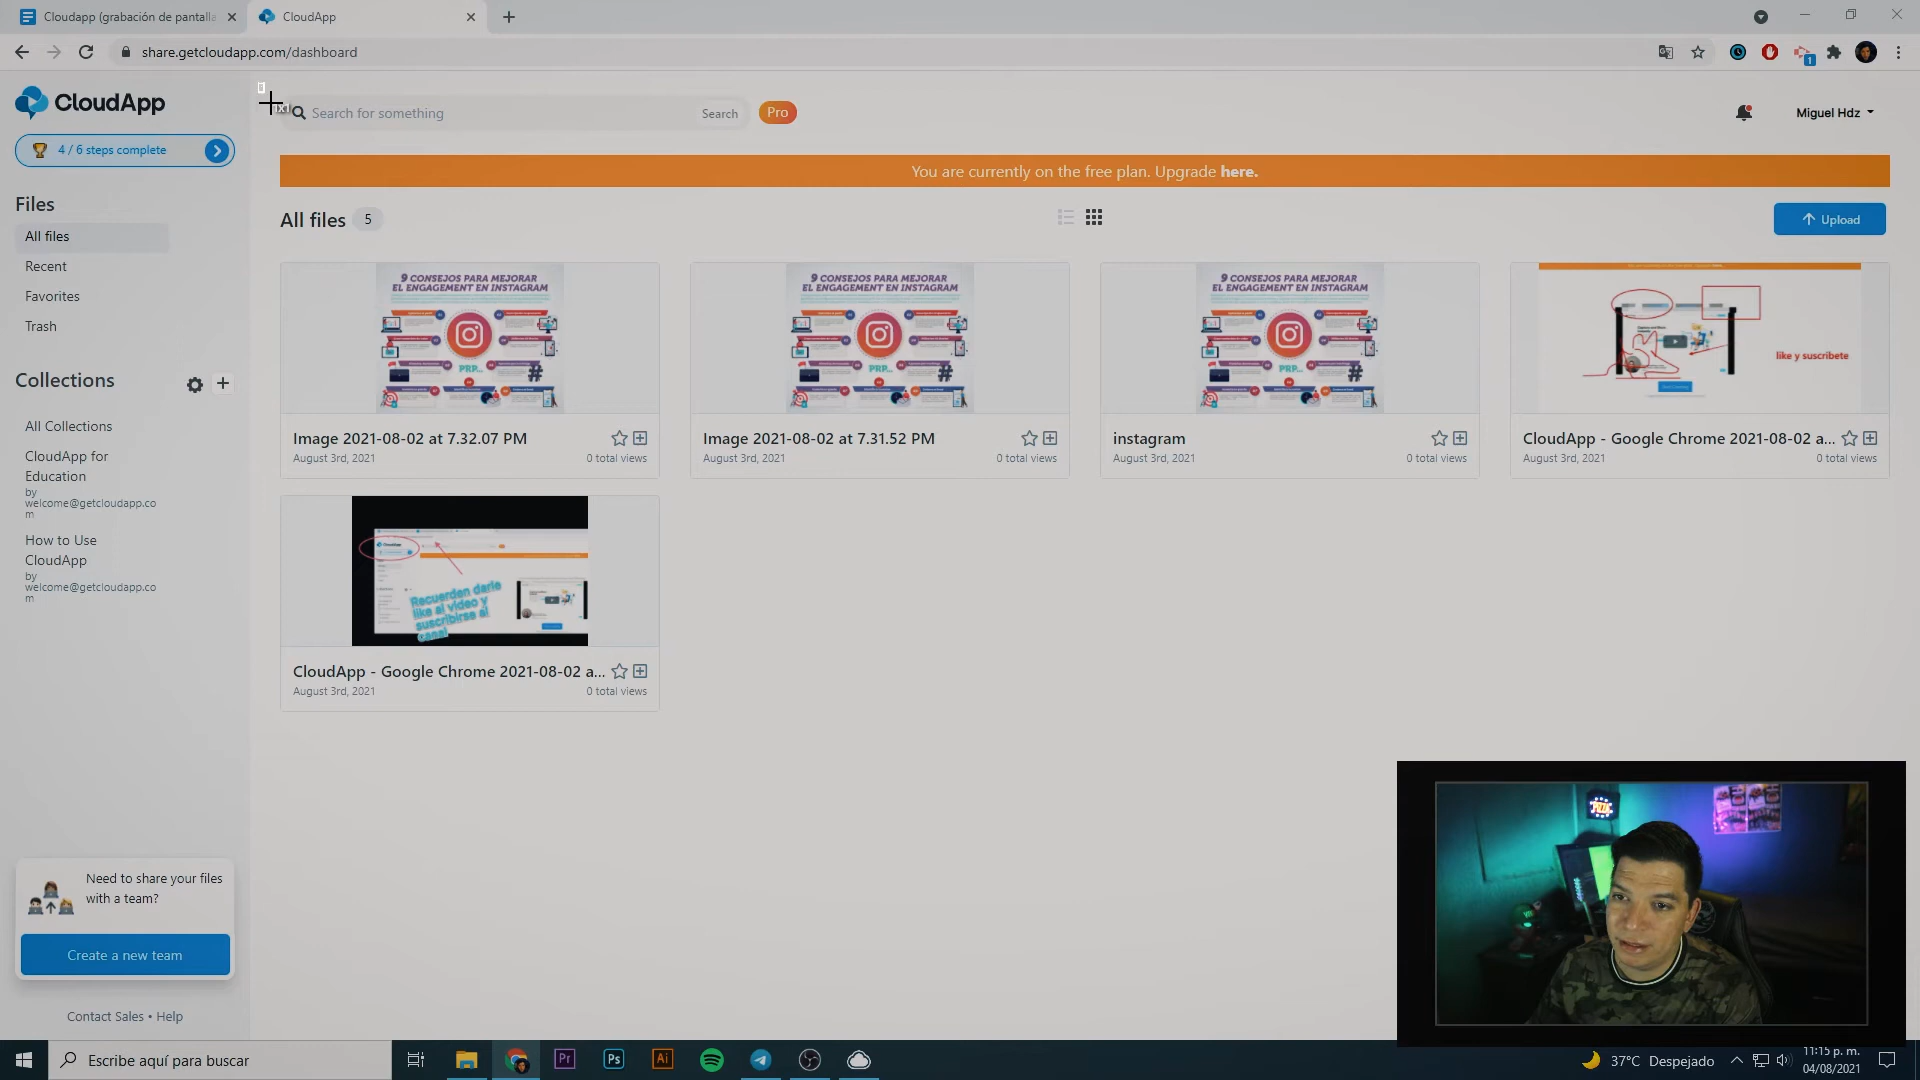 Cloudapp (grabación de pantalla
CloudApp
share.getcloudapp.com/dashboard
1
CloudApp
Search for something
Search
Pro
Miguel Hdz
4 / 6 steps complete
You are currently on the free plan. Upgrade here.
Files
All files
Recent
Favorites
Trash
All files 5
Upload
Collections
All Collections
CloudApp for
Education
by
welcome@getcloudapp.co
m
How to Use
CloudApp
by
welcome@getcloudapp.co
m
9 CONSEJOS PARA MEJORAR
EL ENGAGEMENT EN INSTAGRAM
PRP...
#
Image 2021-08-02 at 7.32.07 PM
August 3rd, 2021
0 total views
9 CONSEJOS PARA MEJORAR
EL ENGAGEMENT EN INSTAGRAM
PRP...
#
Image 2021-08-02 at 7.31.52 PM
August 3rd, 2021
0 total views
9 CONSEJOS PARA MEJORAR
EL ENGAGEMENT EN INSTAGRAM
PRP...
#
instagram
August 3rd, 2021
0 total views
like y suscribete
CloudApp - Google Chrome 2021-08-02 a...
August 3rd, 2021
0 total views
Recuerden darle
like al video y
suscribirse al
canal
CloudApp - Google Chrome 2021-08-02 a...
August 3rd, 2021
0 total views
Need to share your files
with a team?
Create a new team
Contact Sales • Help
Escribe aquí para buscar
Pr
Ps
Ai
37°C Despejado
11:15 p. m.
04/08/2021